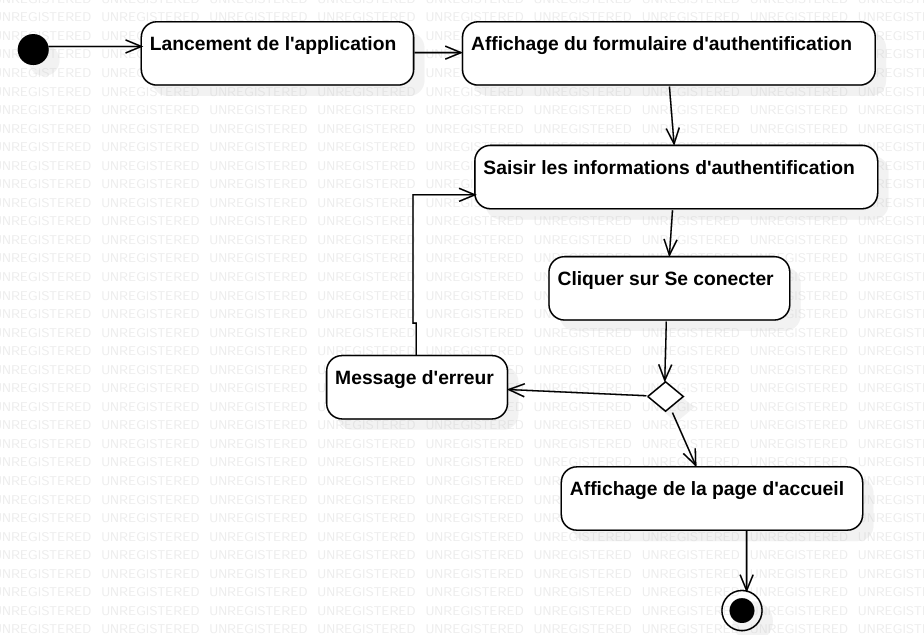 Lancement de l'application
Affichage du formulaire d'authentification
Saisir les informations d'authentification
Cliquer sur Se conecter
Message d'erreur
Affichage de la page d'accueil
UNREGISTERED